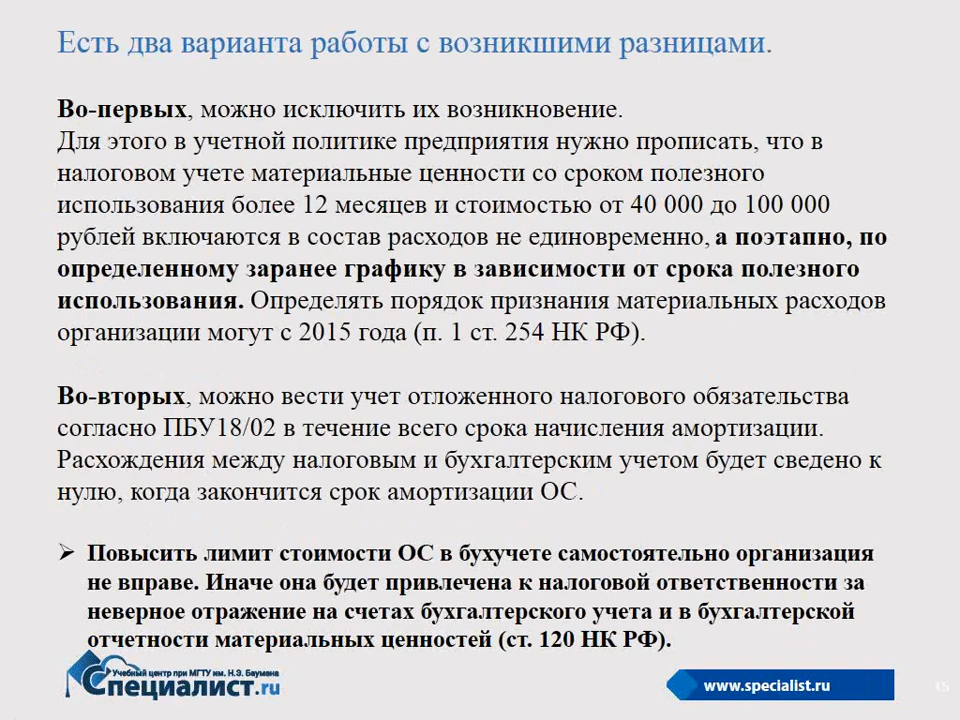 Есть два варианта работы с возникшими разницами.
Во-первых, можно исключить их возникновение.
Для этого в учетной политике предприятия нужно прописать, что в
налоговом учете материальные ценности со сроком полезного
использования более 12 месяцев и стоимостью от 40 000 до 100 000
рублей включаются в состав расходов не единовременно, а поэтапно, по
определенному заранее графику в зависимости от срока полезного
использования. Определять порядок признания материальных расходов
организации могут с 2015 года (п. 1 ст. 254 НК РФ).
Во-вторых, можно вести учет отложенного налогового обязательства
согласно ПБУ18/02 в течение всего срока начисления амортизации.
Расхождения между налоговым и бухгалтерским учетом будет сведено к
нулю, когда закончится срок амортизации ОС.
➢ Повысить лимит стоимости ОС в бухучете самостоятельно организация
не вправе. Иначе она будет привлечена к налоговой ответственности за
неверное отражение на счетах бухгалтерского учета и в бухгалтерской
отчетности материальных ценностей (ст. 120 НК РФ).
Учебный центр при МГТУ им. Н.Э. Баумана
Специалист.ru
www.specialist.ru
15